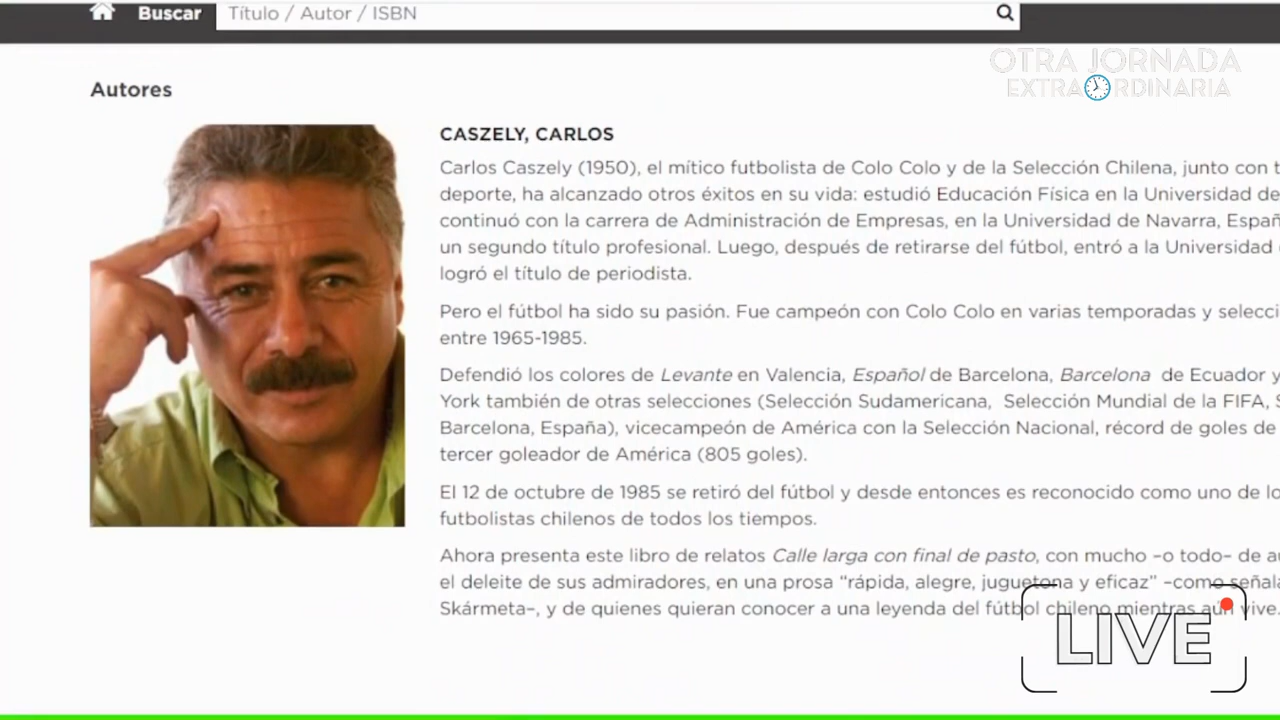 Buscar
Título / Autor / ISBN
OTRA JORNADA
EXTRAORDINARIA
Autores
CASZELY, CARLOS
Carlos Caszely (1950), el mítico futbolista de Colo Colo y de la Selección Chilena, junto con
deporte, ha alcanzado otros éxitos en su vida: estudió Educación Física en la Universidad de
continuó con la carrera de Administración de Empresas, en la Universidad de Navarra,
un segundo título profesional. Luego, después de retirarse del fútbol, entró a la Universidad
logró el título de periodista.
Pero el fútbol ha sido su pasión. Fue campeón con Colo Colo en varias temporadas y
entre 1965-1985.
Defendió los colores de Levante en Valencia, Español de Barcelona, Barcelona de Ecuador y
York también de otras selecciones (Selección Sudamericana, Selección Mundial de la FIFA,
Barcelona, España), vicecampeón de América con la Selección Nacional, récord de goles de
tercer goleador de América (805 goles).
El 12 de octubre de 1985 se retiró del fútbol y desde entonces es reconocido como uno de
futbolistas chilenos de todos los tiempos.
Ahora presenta este libro de relatos Calle larga con final de pasto, con mucho –o todo– de
el deleite de sus admiradores, en una prosa “rápida, alegre, juguetona y eficaz” –como
Skármeta–, y de quienes quieran conocer a una leyenda del fútbol chileno mientras aún vive.
LIVE